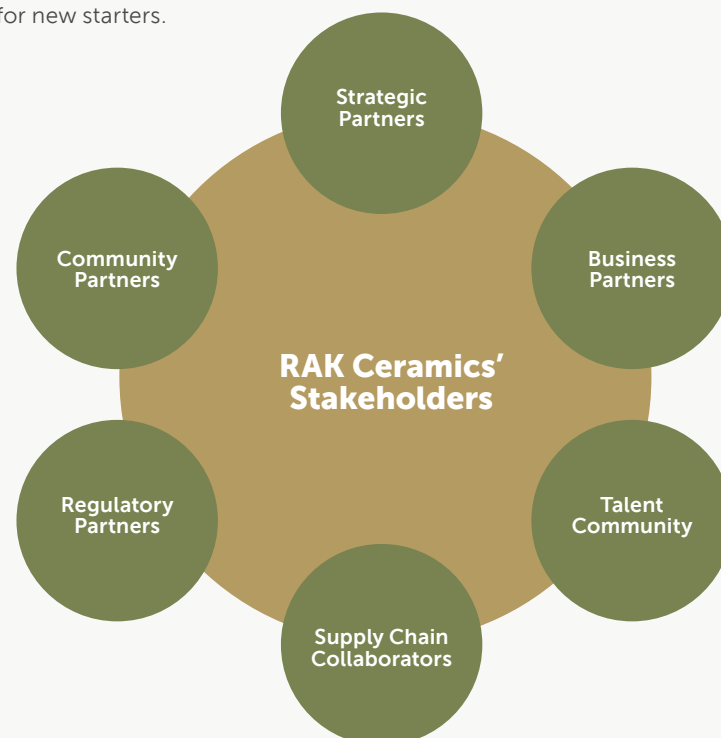 for new starters.
Strategic
Partners
Community
Partners
Business
Partners
RAK Ceramics’
Stakeholders
Regulatory
Partners
Talent
Community
Supply Chain
Collaborators